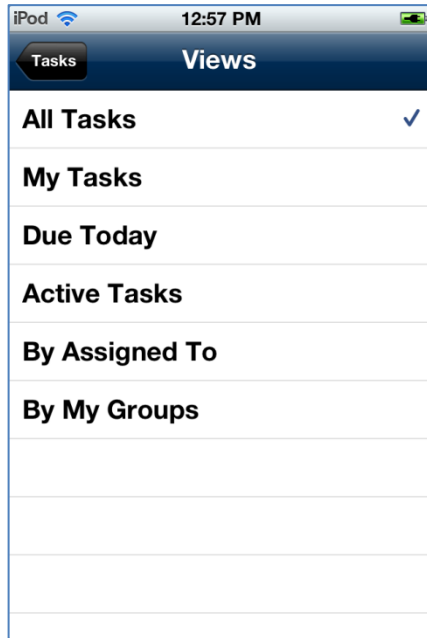 iPod 12:57 PM
Tasks Views
All Tasks
My Tasks
Due Today
Active Tasks
By Assigned To
By My Groups